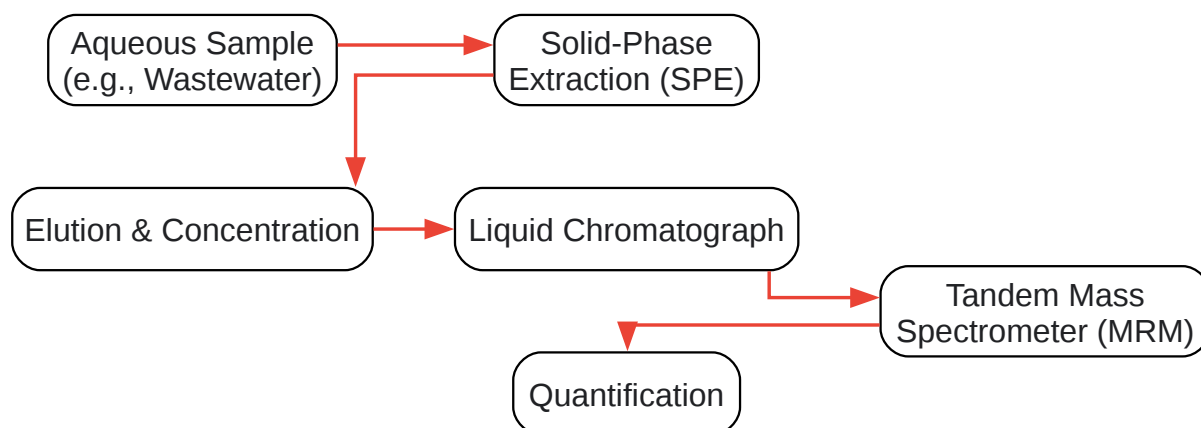 Aqueous Sample
(e.g., Wastewater)
Solid-Phase
Extraction (SPE)
Elution & Concentration
Liquid Chromatograph
Tandem Mass
Spectrometer (MRM)
Quantification